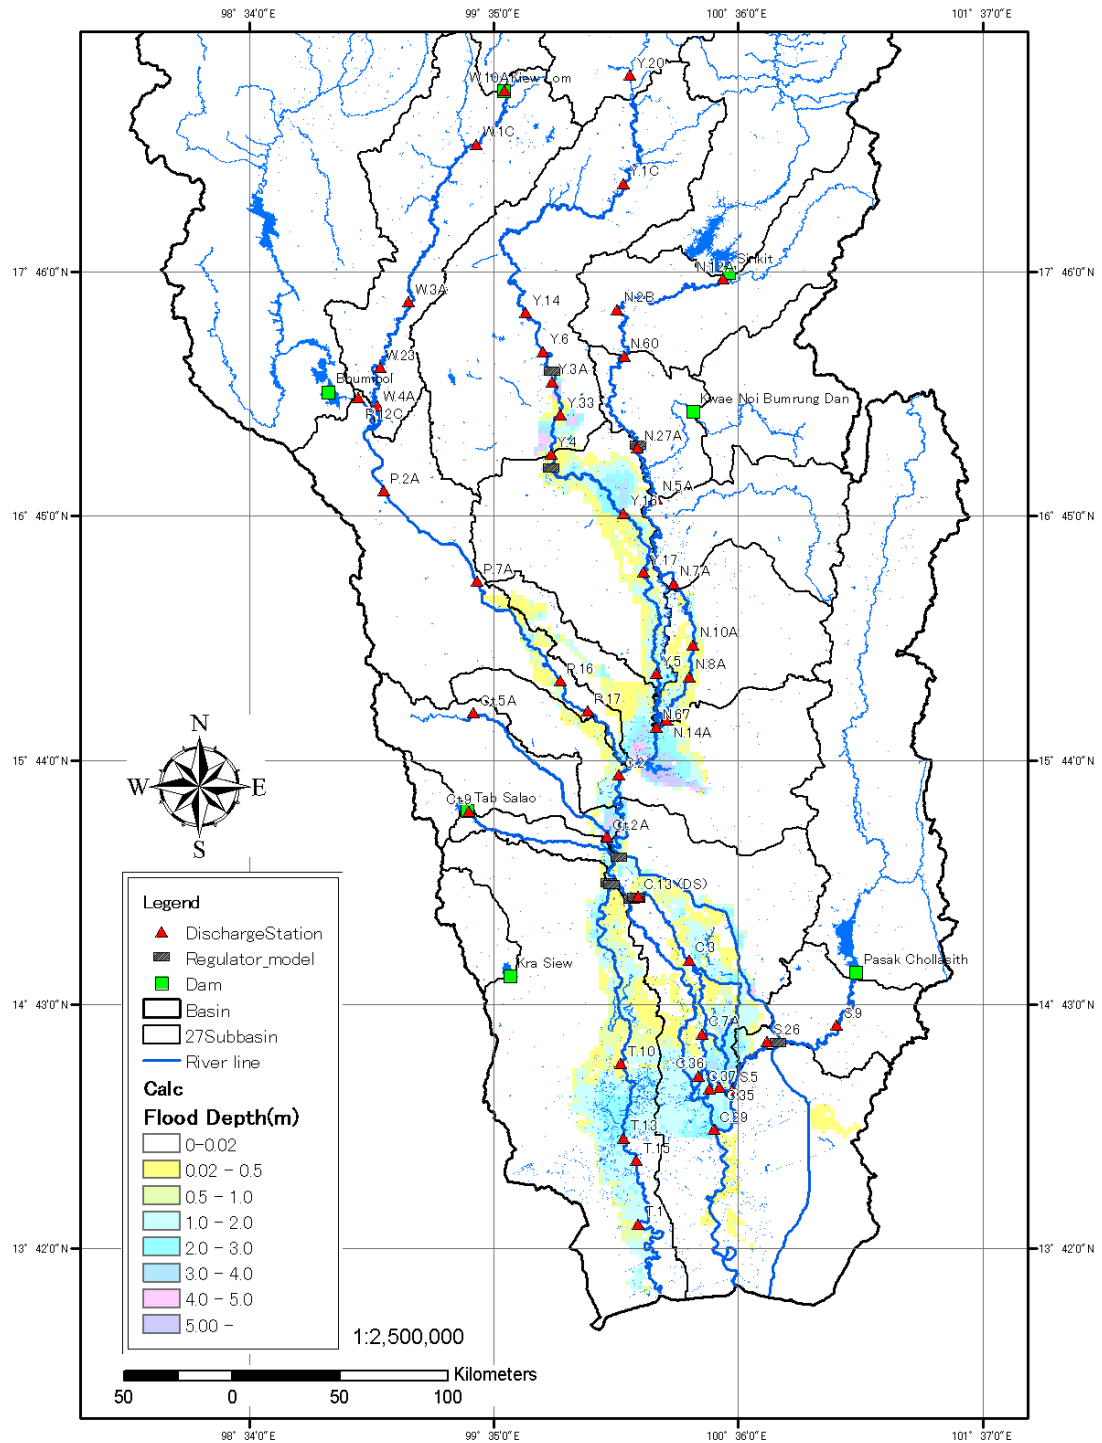 98° 34'0"E 99° 35'0"E 100° 36'0"E 101° 37'0"E
Y.20
W.10A Kiew Lom
W.1C
Y.1C
17° 46'0"N 17° 46'0"N
Sirikit
N.12A
W.3A
N.2B
Y.14
Y.6
N.60
W.23
Y.3A
Bhumibol
W.4A
Kwae Noi Bumrung Dan
P.12C
Y.33
Y.4
N.27A
P.2A
N.5A
Y.16
16° 45'0"N 16° 45'0"N
Y.17
P.7A
N.7A
N.10A
P.16
Y.5
N.8A
Ct.5A
P.17
N.67
N.14A
N
W E
S
15° 44'0"N 15° 44'0"N
C.2
Ct9 Tab Salao
Ct.2A
C.13 (DS)
Legend
DischargeStation
Regulator_model
Dam
Basin
27Subbasin
River line
Calc
Flood Depth(m)
0-0.02
0.02 - 0.5
0.5 - 1.0
1.0 - 2.0
2.0 - 3.0
3.0 - 4.0
4.0 - 5.0
5.00 -
C.3
Kra Siew
Pasak Chollasith
14° 43'0"N 14° 43'0"N
S.9
C.7A
S.26
T.10
C.36
C.37
S.5
C.35
T.13
C.29
T.15
T.1
13° 42'0"N 13° 42'0"N
1:2,500,000
Kilometers
50 0 50 100
98° 34'0"E 99° 35'0"E 100° 36'0"E 101° 37'0"E